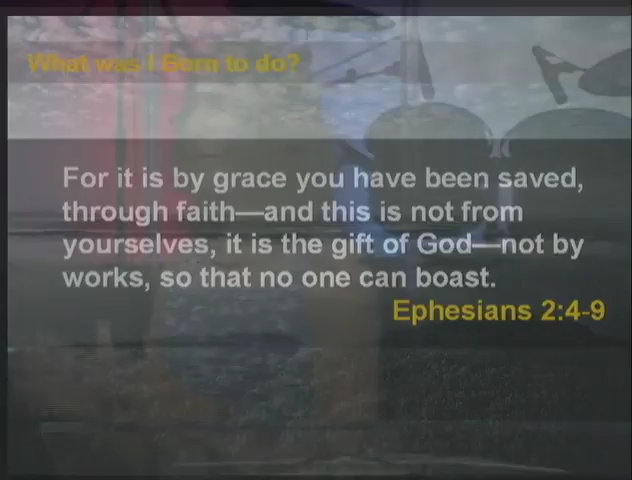 What was I Born to do?
For it is by grace you have been saved,
through faith—and this is not from
yourselves, it is the gift of God—not by
works, so that no one can boast.
Ephesians 2:4-9